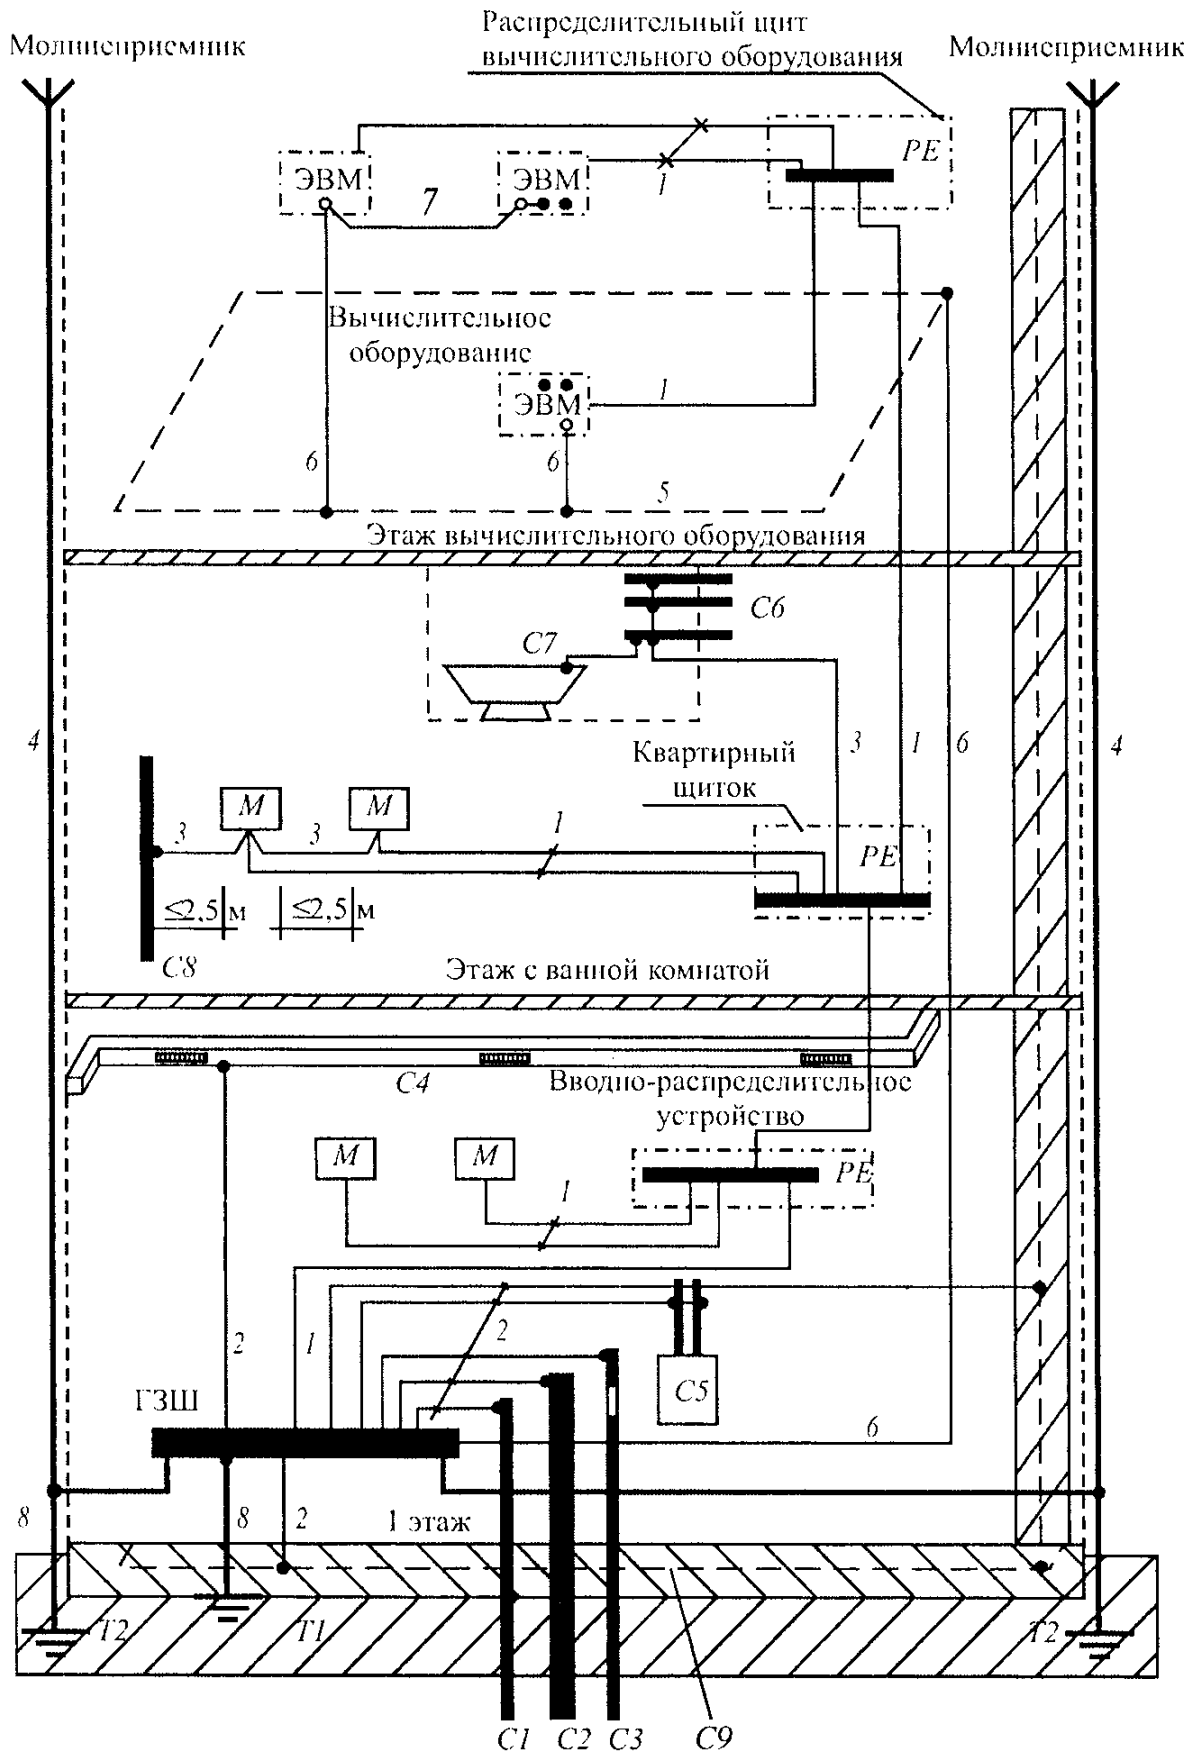 Распределительный щит
вычислительного оборудования
Молниеприемник
Молниеприемник
PE
ЭВМ
ЭВМ
7
1
Вычислительное
оборудование
ЭВМ
1
6
6
5
Этаж вычислительного оборудования
C6
C7
4
3
1
6
4
Квартирный
щиток
M
M
3
3
1
PE
≤2,5 м
≤2,5 м
C8
Этаж с ванной комнатой
C4
Вводно-распределительное
устройство
M
M
PE
1
2
1
2
C5
ГЗШ
6
8
8
2
1 этаж
T2
T1
T2
C1
C2
C3
C9